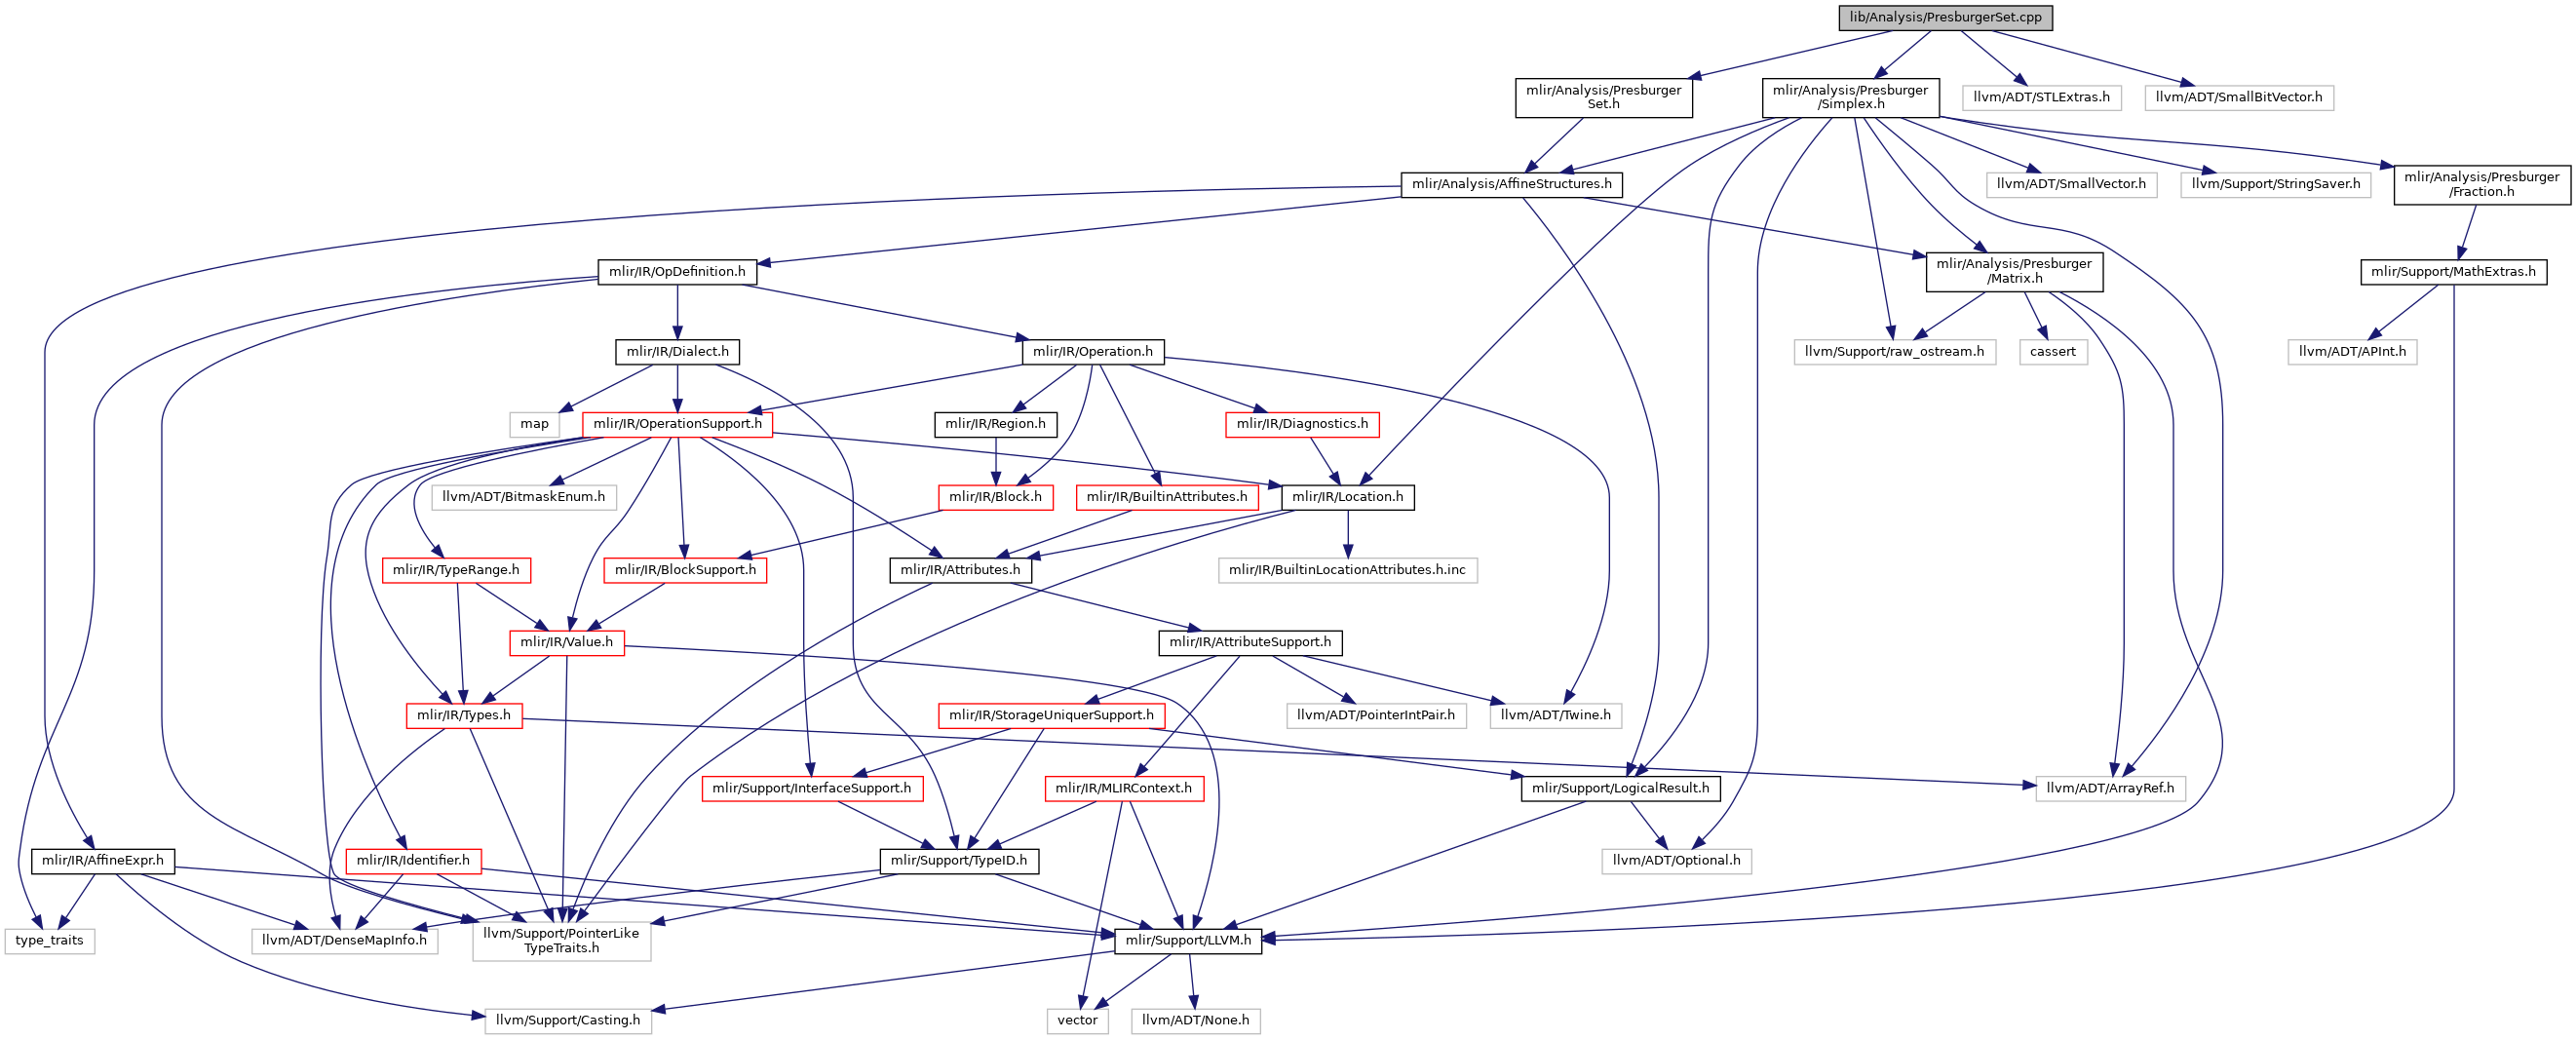 lib/Analysis/PresburgerSet.cpp
mlir/Analysis/Presburger
Set.h
mlir/Analysis/Presburger
/Simplex.h
llvm/ADT/STLExtras.h
llvm/ADT/SmallBitVector.h
mlir/Analysis/AffineStructures.h
llvm/ADT/SmallVector.h
llvm/Support/StringSaver.h
mlir/Analysis/Presburger
/Fraction.h
mlir/IR/OpDefinition.h
mlir/Analysis/Presburger
/Matrix.h
mlir/Support/MathExtras.h
mlir/IR/Dialect.h
mlir/IR/Operation.h
llvm/Support/raw_ostream.h
cassert
llvm/ADT/APInt.h
map
mlir/IR/OperationSupport.h
mlir/IR/Region.h
mlir/IR/Diagnostics.h
llvm/ADT/BitmaskEnum.h
mlir/IR/Block.h
mlir/IR/BuiltinAttributes.h
mlir/IR/Location.h
mlir/IR/TypeRange.h
mlir/IR/BlockSupport.h
mlir/IR/Attributes.h
mlir/IR/BuiltinLocationAttributes.h.inc
mlir/IR/Value.h
mlir/IR/AttributeSupport.h
mlir/IR/Types.h
mlir/IR/StorageUniquerSupport.h
llvm/ADT/PointerIntPair.h
llvm/ADT/Twine.h
mlir/Support/InterfaceSupport.h
mlir/IR/MLIRContext.h
mlir/Support/LogicalResult.h
llvm/ADT/ArrayRef.h
mlir/IR/AffineExpr.h
mlir/IR/Identifier.h
mlir/Support/TypeID.h
llvm/ADT/Optional.h
type_traits
llvm/ADT/DenseMapInfo.h
llvm/Support/PointerLike
TypeTraits.h
mlir/Support/LLVM.h
llvm/Support/Casting.h
vector
llvm/ADT/None.h